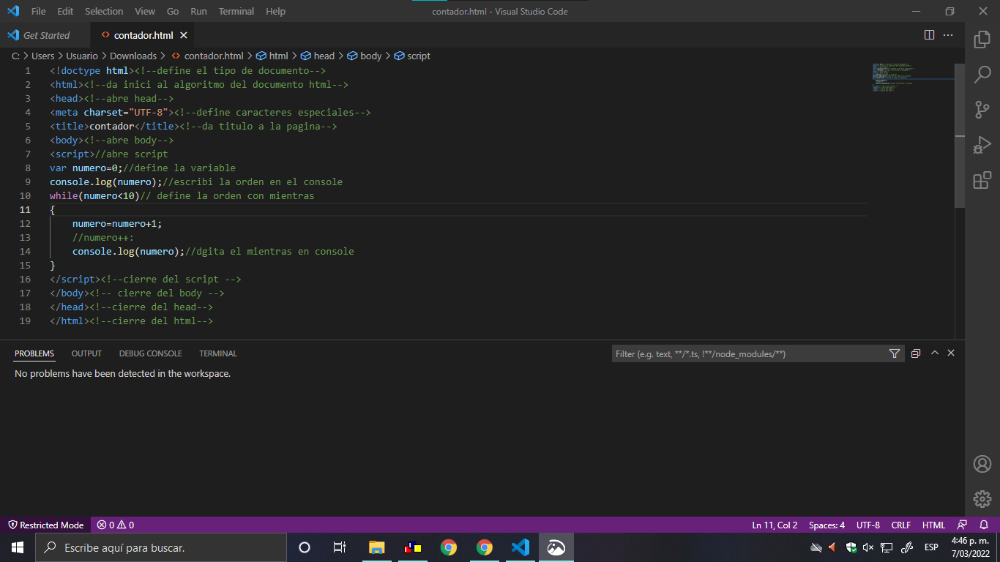 File Edit Selection View Go Run Terminal Help contador.html - Visual Studio Code
Get Started contador.html
C: > Users > Usuario > Downloads > contador.html > html > head > body > script
1 <!doctype html><!--define el tipo de documento-->
2 <html><!--da inici al algoritmo del documento html-->
3 <head><!--abre head-->
4 <meta charset="UTF-8"><!--define caracteres especiales-->
5 <title>contador</title><!--da titulo a la pagina-->
6 <body><!--abre body-->
7 <script>//abre script
8 var numero=0;//define la variable
9 console.log(numero);//escribi la orden en el console
10 while(numero<10)// define la orden con mientras
11 {
12 numero=numero+1;
13 //numero++:
14 console.log(numero);//dgita el mientras en console
15 }
16 </script><!--cierre del script -->
17 </body><!-- cierre del body -->
18 </head><!--cierre del head-->
19 </html><!--cierre del html-->
PROBLEMS OUTPUT DEBUG CONSOLE TERMINAL Filter (e.g. text, **/*.ts, !**/node_modules/**)
No problems have been detected in the workspace.
Restricted Mode 0 0 Ln 11, Col 2 Spaces: 4 UTF-8 CRLF HTML
Escribe aquí para buscar. ESP 4:46 p. m.
7/03/2022